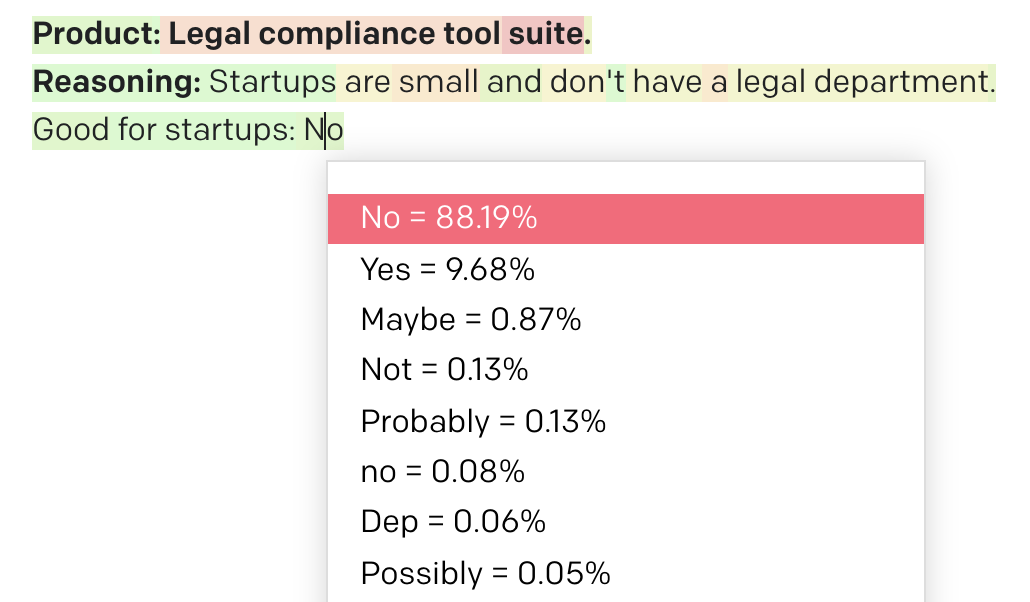 Product: Legal compliance tool suite.
Reasoning: Startups are small and don't have a legal department.
Good for startups: No
No = 88.19%
Yes = 9.68%
Maybe = 0.87%
Not = 0.13%
Probably = 0.13%
no = 0.08%
Dep = 0.06%
Possibly = 0.05%